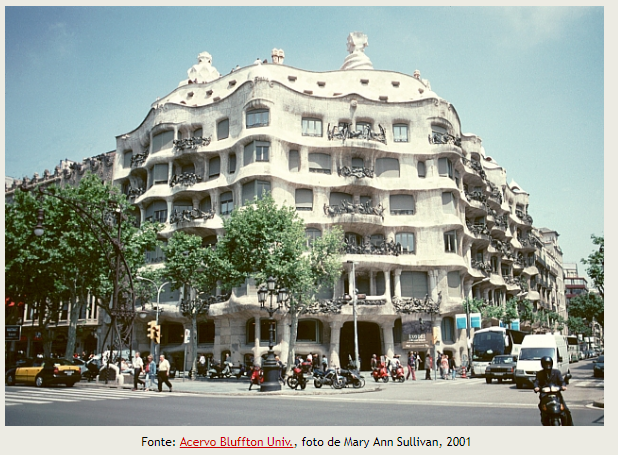 Fonte: Acervo Bluffton Univ., foto de Mary Ann Sullivan, 2001